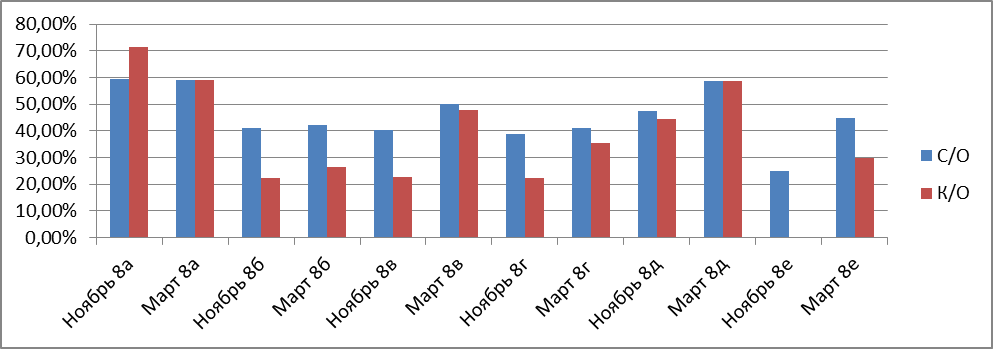 80,00%
70,00%
60,00%
50,00%
40,00%
30,00%
20,00%
10,00%
0,00%
Ноябрь 8а
Март 8а
Ноябрь 8б
Март 8б
Ноябрь 8в
Март 8в
Ноябрь 8г
Март 8г
Ноябрь 8д
Март 8д
Ноябрь 8е
Март 8е
С/О
К/О